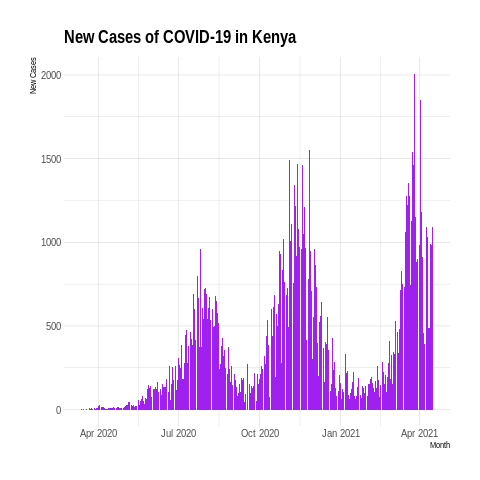 New Cases of COVID-19 in Kenya
New Cases
2000
1500
1000
500
0
Apr 2020 Jul 2020 Oct 2020 Jan 2021 Apr 2021
Month